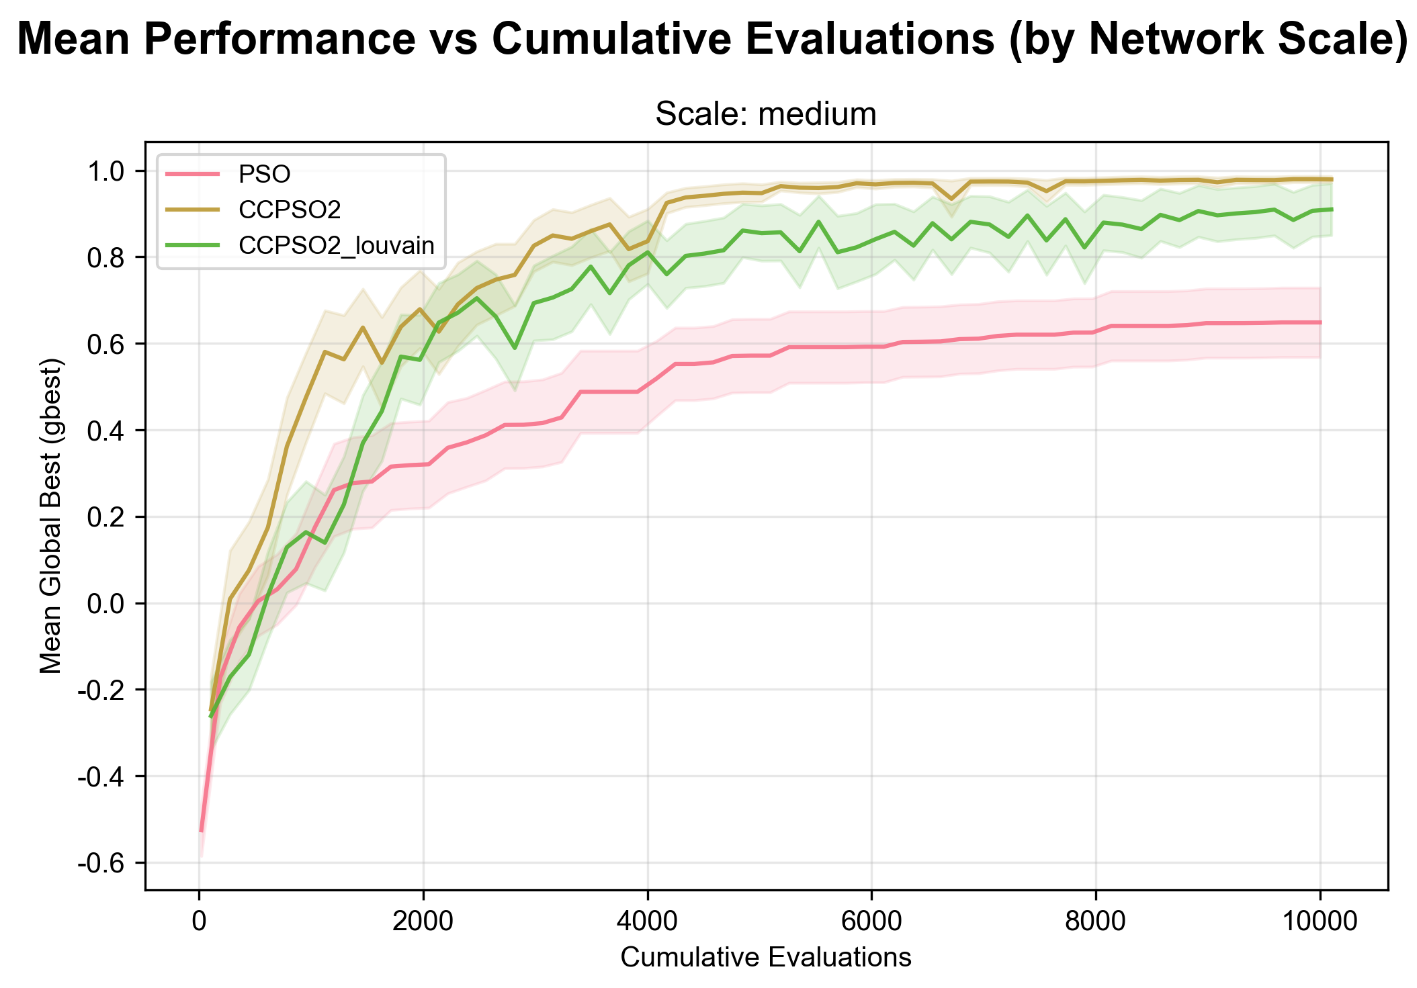 Mean Performance vs Cumulative Evaluations (by Network Scale)
Scale: medium
PSO
CCPSO2
CCPSO2_louvain
Mean Global Best (gbest)
1.0
0.8
0.6
0.4
0.2
0.0
-0.2
-0.4
-0.6
0 2000 4000 6000 8000 10000
Cumulative Evaluations